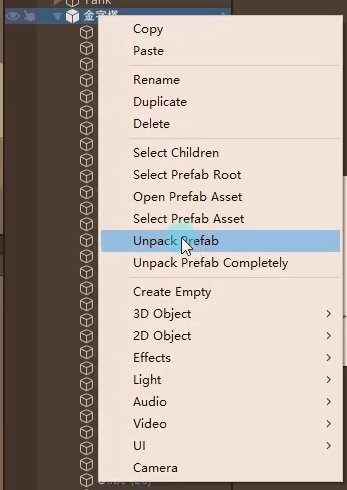 Tank
金字塔
Copy
Paste
Rename
Duplicate
Delete
Select Children
Select Prefab Root
Open Prefab Asset
Select Prefab Asset
Unpack Prefab
Unpack Prefab Completely
Create Empty
3D Object
2D Object
Effects
Light
Audio
Video
UI
Camera